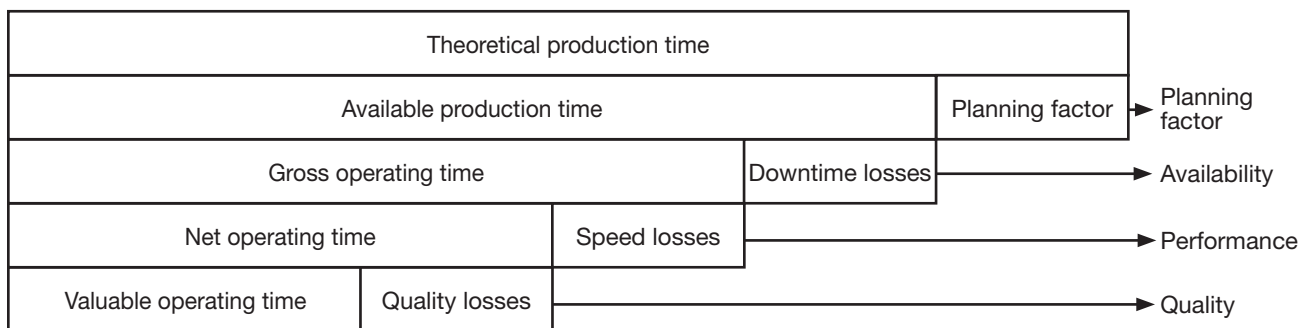 Theoretical production time
Available production time
Planning factor
Planning
factor
Gross operating time
Downtime losses
Availability
Net operating time
Speed losses
Performance
Valuable operating time
Quality losses
Quality